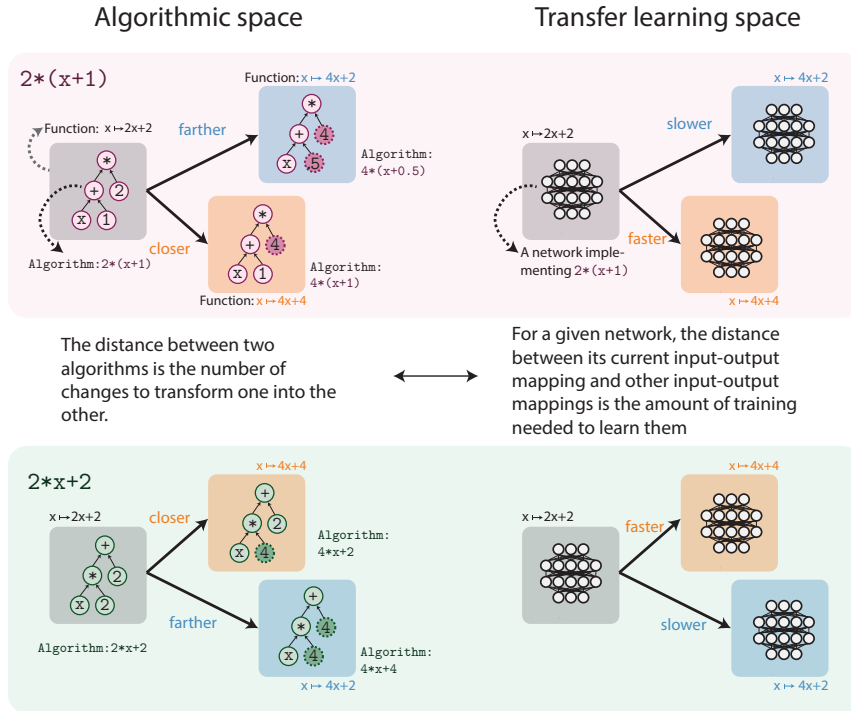 Algorithmic space
Transfer learning space
2*(x+1)
Function: x ↦ 4x+2
x ↦ 4x+2
Function: x ↦ 2x+2
farther
*
+
4
x
.5
Algorithm:
4*(x+0.5)
*
+
2
x
1
closer
Algorithm: 2*(x+1)
*
+
4
x
1
Algorithm:
4*(x+1)
Function: x ↦ 4x+4
x ↦ 2x+2
slower
faster
A network imple-
menting 2*(x+1)
x ↦ 4x+4
The distance between two
algorithms is the number of
changes to transform one into the
other.
For a given network, the distance
between its current input-output
mapping and other input-output
mappings is the amount of training
needed to learn them
2*x+2
x ↦ 4x+4
x ↦ 4x+4
x ↦ 2x+2
closer
+
*
2
x
4
Algorithm:
4*x+2
+
*
2
x
2
Algorithm: 2*x+2
farther
+
*
4
x
4
Algorithm:
4*x+4
x ↦ 4x+2
x ↦ 2x+2
faster
slower
x ↦ 4x+2